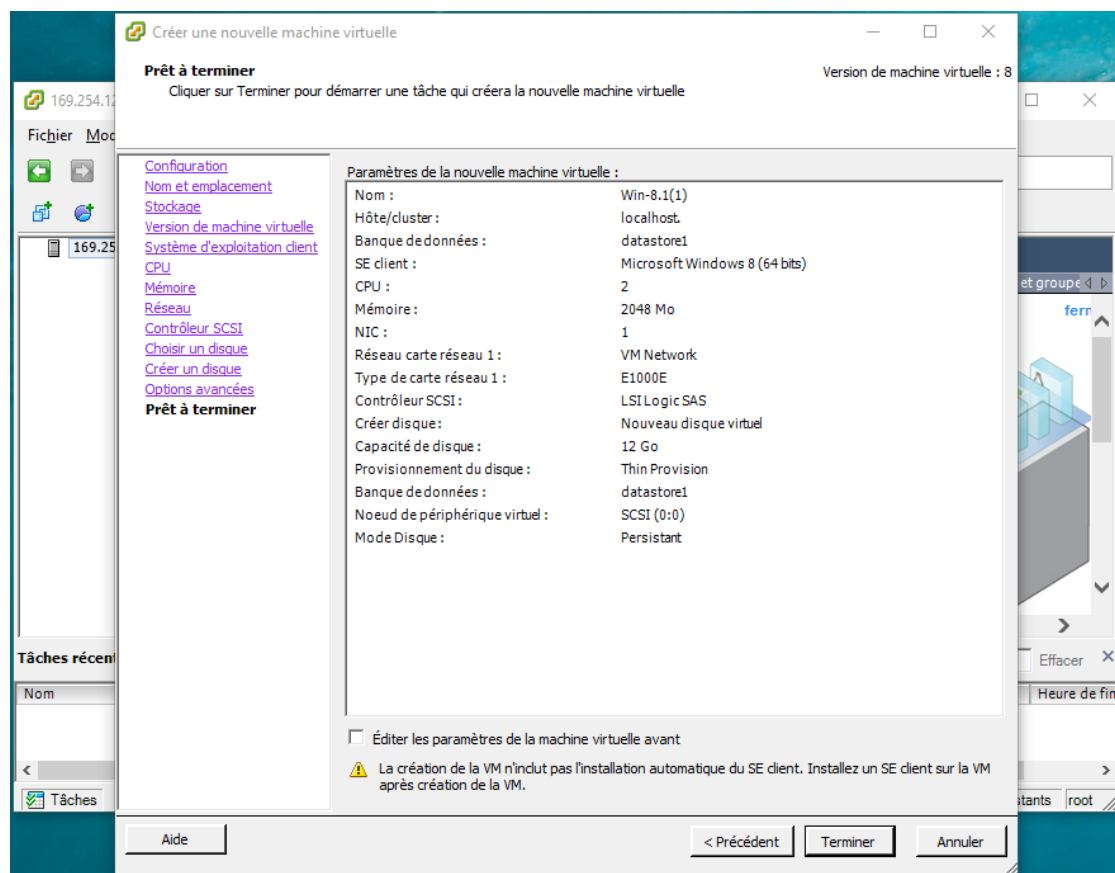 Créer une nouvelle machine virtuelle
Prêt à terminer
Version de machine virtuelle : 8
Cliquer sur Terminer pour démarrer une tâche qui créera la nouvelle machine virtuelle
169.254.12
Fichier
Configuration
Nom et emplacement
Stockage
Version de machine virtuelle
Système d'exploitation client
CPU
Mémoire
Réseau
Contrôleur SCSI
Choisir un disque
Créer un disque
Options avancées
Prêt à terminer
Paramètres de la nouvelle machine virtuelle :
Nom : Win-8.1(1)
Hôte/cluster : localhost.
Banque de données : datastore1
SE client : Microsoft Windows 8 (64 bits)
CPU : 2
Mémoire : 2048 Mo
NIC : 1
Réseau carte réseau 1 : VM Network
Type de carte réseau 1 : E1000E
Contrôleur SCSI : LSI Logic SAS
Créer disque : Nouveau disque virtuel
Capacité de disque : 12 Go
Provisionnement du disque : Thin Provision
Banque de données : datastore1
Noeud de périphérique virtuel : SCSI (0:0)
Mode Disque : Persistant
169.25
et groupe
Tâches
Effacer
Nom
Heure de fin
Éditer les paramètres de la machine virtuelle avant
La création de la VM n'inclut pas l'installation automatique du SE client. Installez un SE client sur la VM
après création de la VM.
Tâches
root
Aide
< Précédent
Terminer
Annuler